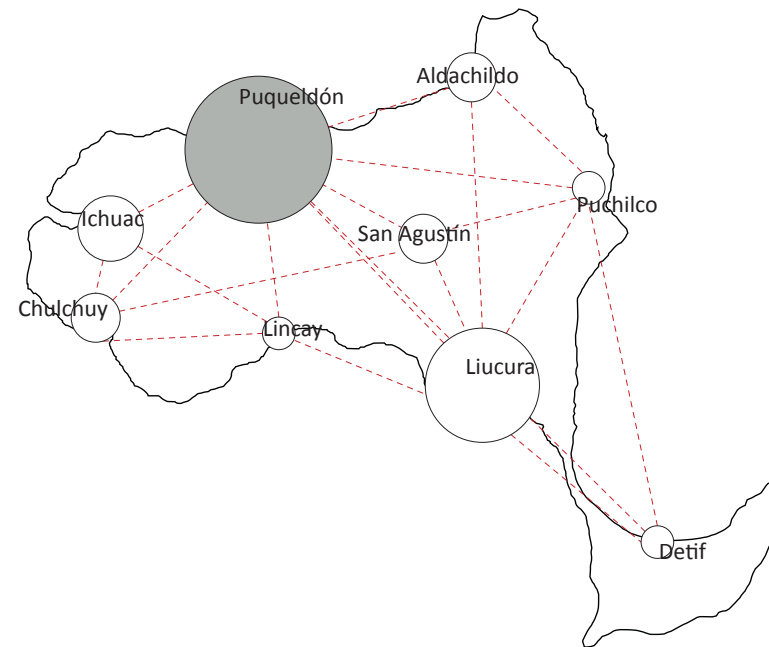 Aldachildo
Puqueldón
Puchilco
Ichuac
San Agustín
Chulchuy
Lincay
Liucura
Detif